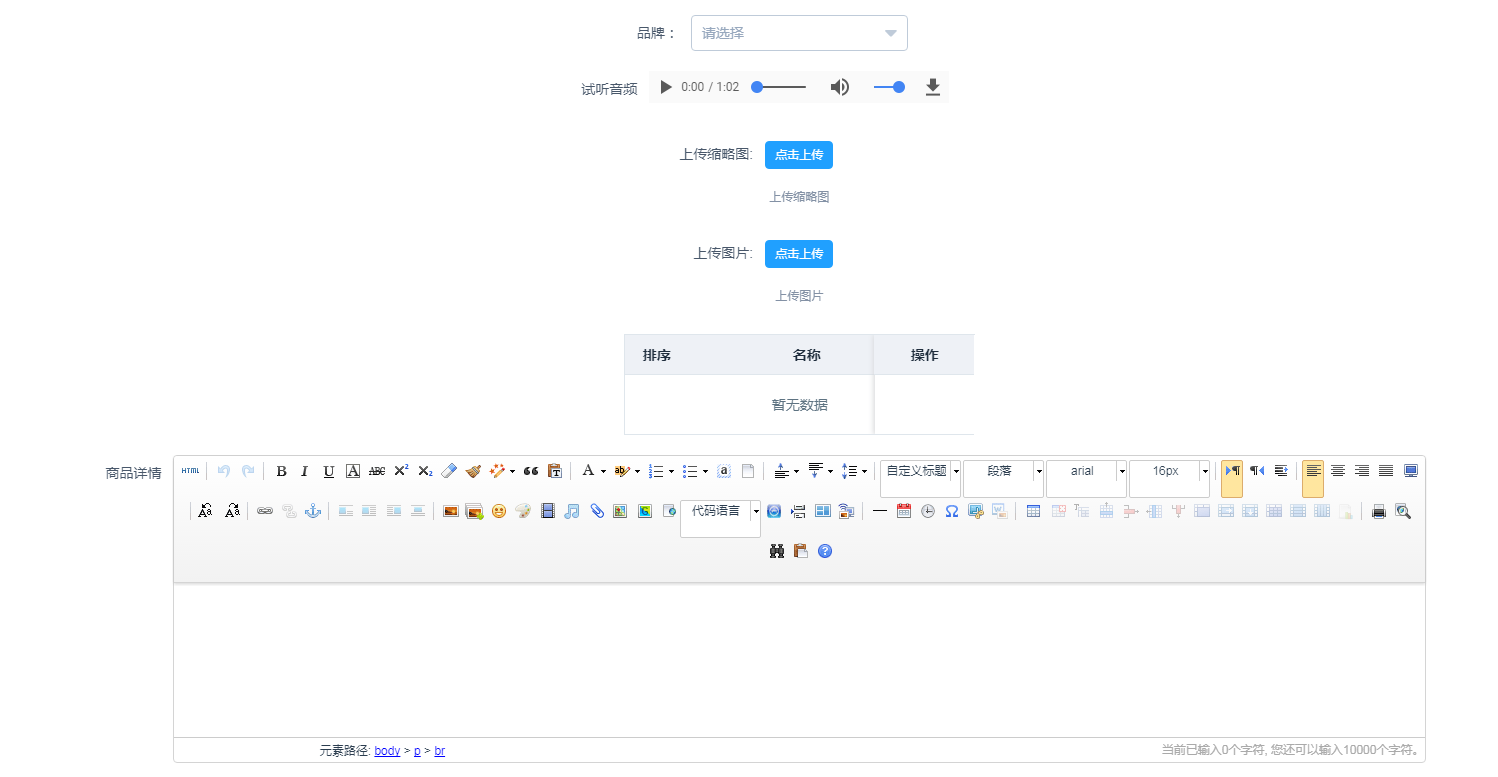 品牌： 请选择
试听音频 0:00 / 1:02
上传缩略图: 点击上传
上传缩略图
上传图片: 点击上传
上传图片
排序 名称 操作
暂无数据
商品详情 HTML B I U A ABC X² X₂ A ab 自定义标题 段落 arial 16px
代码语言
元素路径: body > p > br 当前已输入0个字符, 您还可以输入10000个字符。